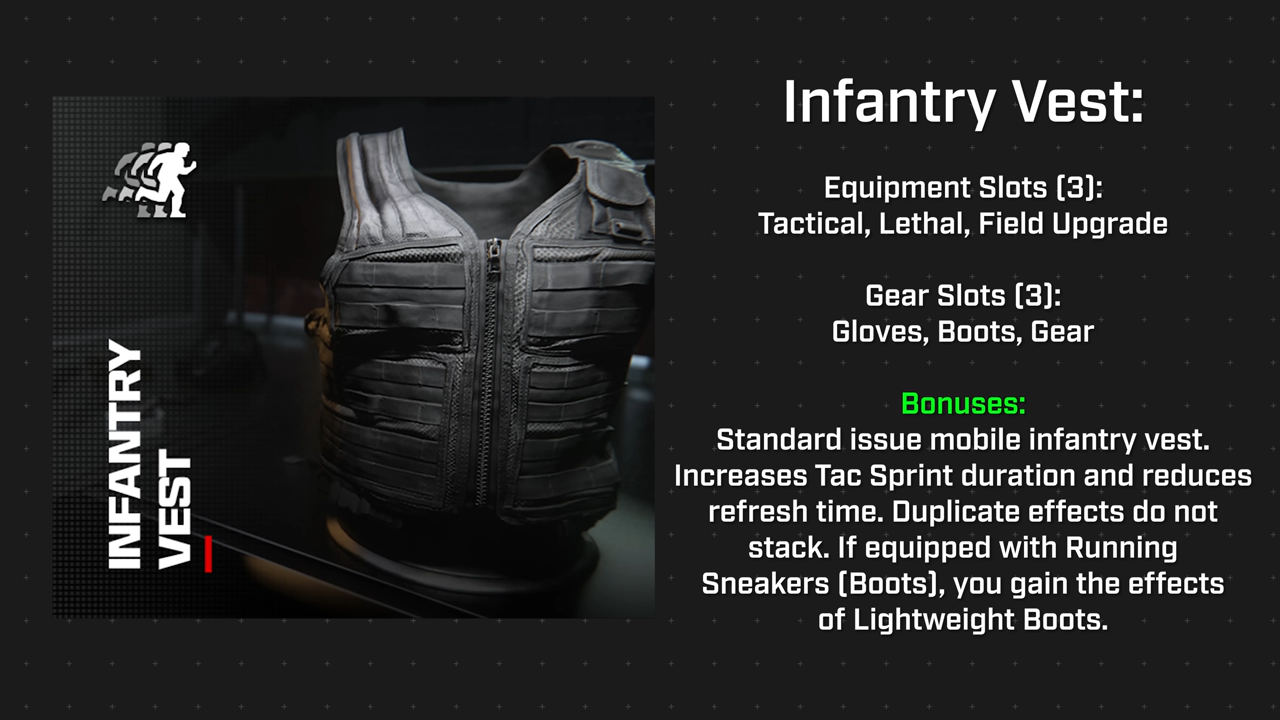 INFANTRY
VEST
Infantry Vest:
Equipment Slots (3):
Tactical, Lethal, Field Upgrade
Gear Slots (3):
Gloves, Boots, Gear
Bonuses:
Standard issue mobile infantry vest.
Increases Tac Sprint duration and reduces
refresh time. Duplicate effects do not
stack. If equipped with Running
Sneakers (Boots), you gain the effects
of Lightweight Boots.